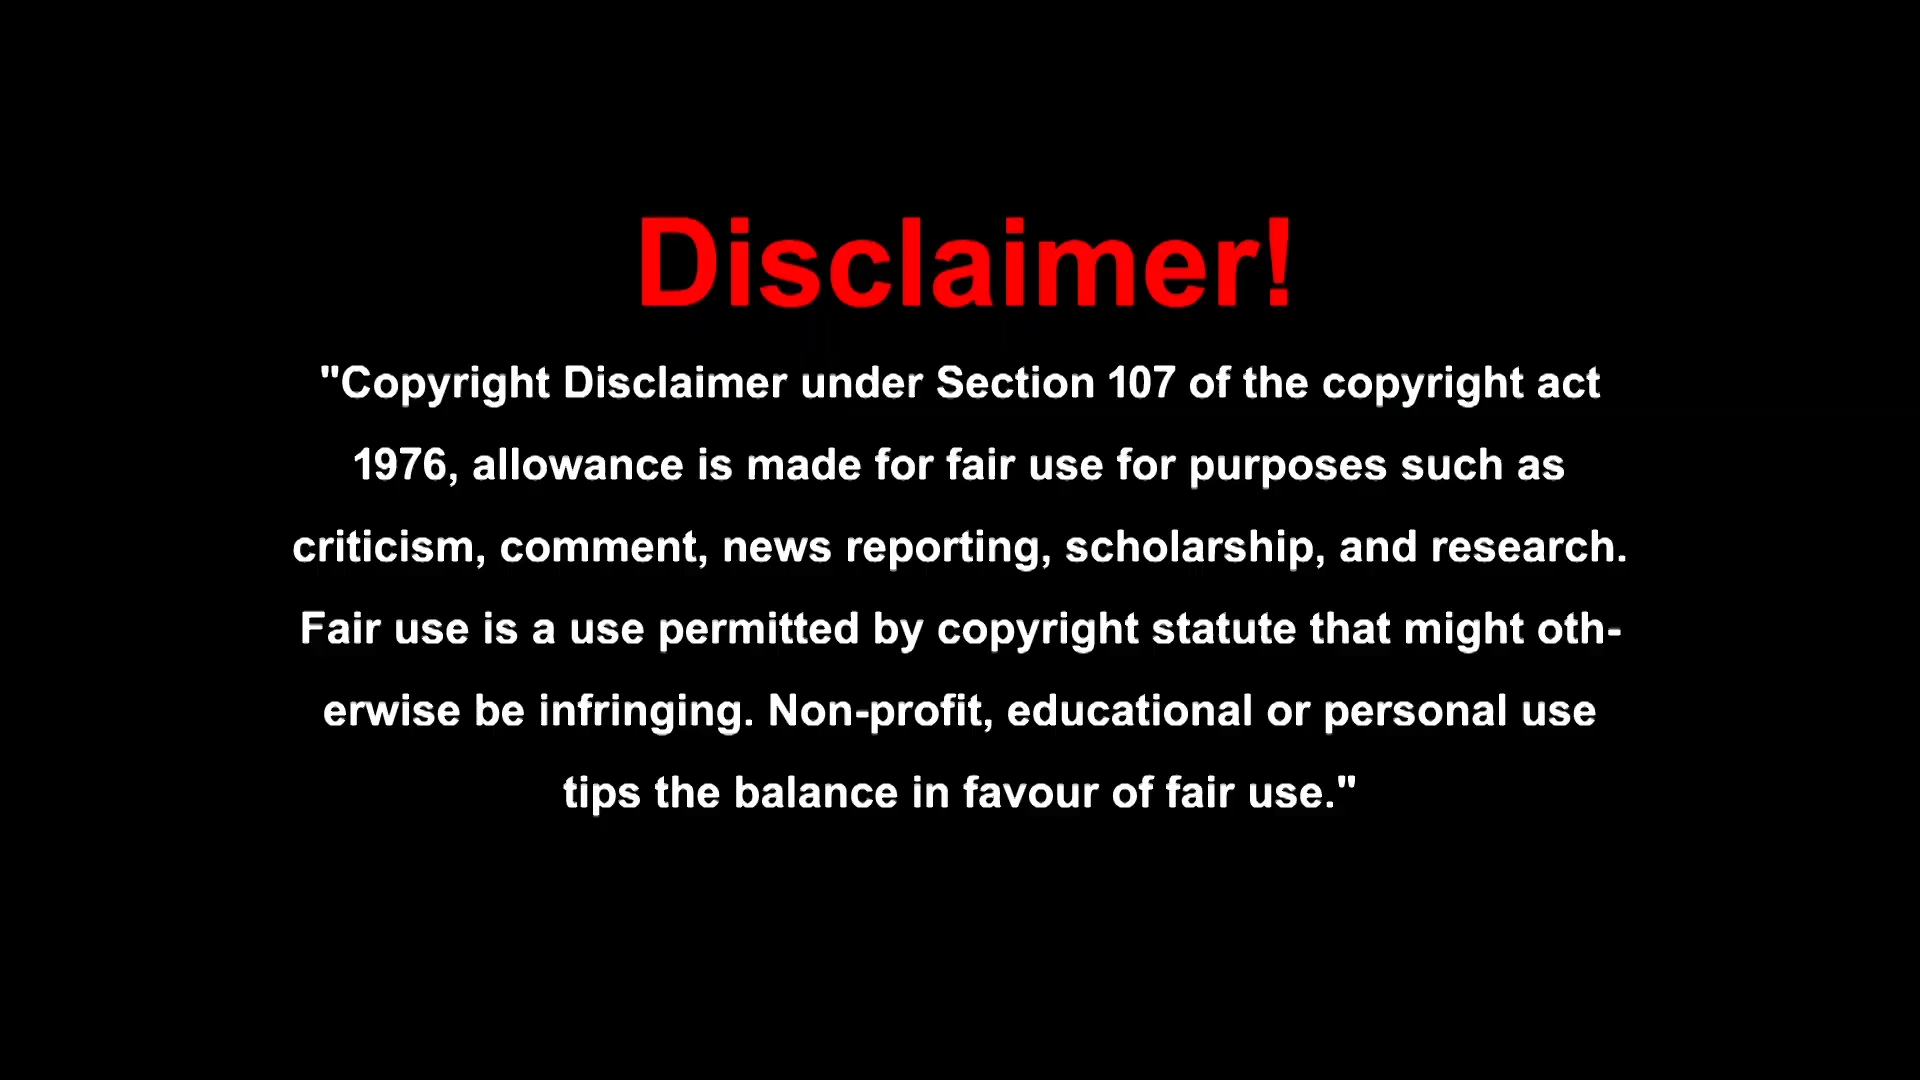 Disclaimer!
"Copyright Disclaimer under Section 107 of the copyright act
1976, allowance is made for fair use for purposes such as
criticism, comment, news reporting, scholarship, and research.
Fair use is a use permitted by copyright statute that might oth-
erwise be infringing. Non-profit, educational or personal use
tips the balance in favour of fair use."